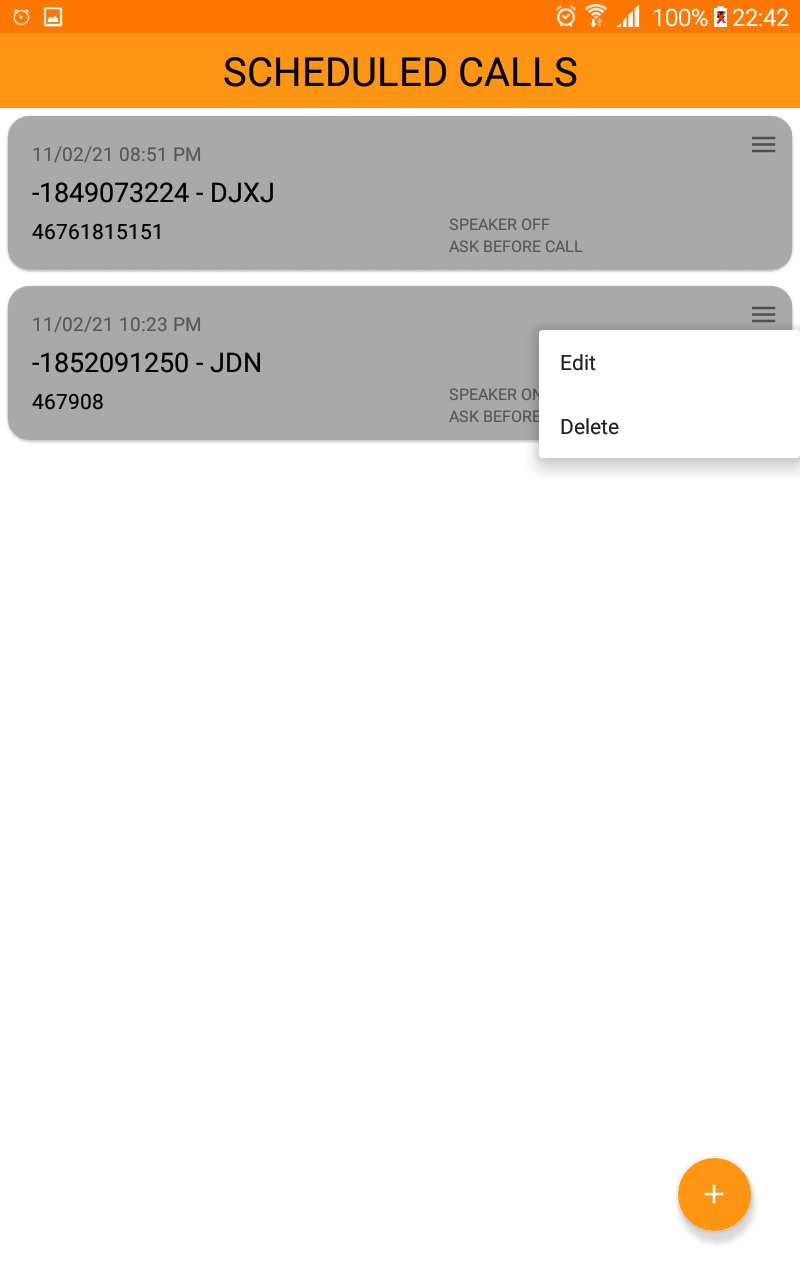 100% 22:42
SCHEDULED CALLS
11/02/21 08:51 PM
-1849073224 - DJXJ
46761815151
SPEAKER OFF
ASK BEFORE CALL
11/02/21 10:23 PM
-1852091250 - JDN
467908
SPEAKER ON
ASK BEFORE
Edit
Delete